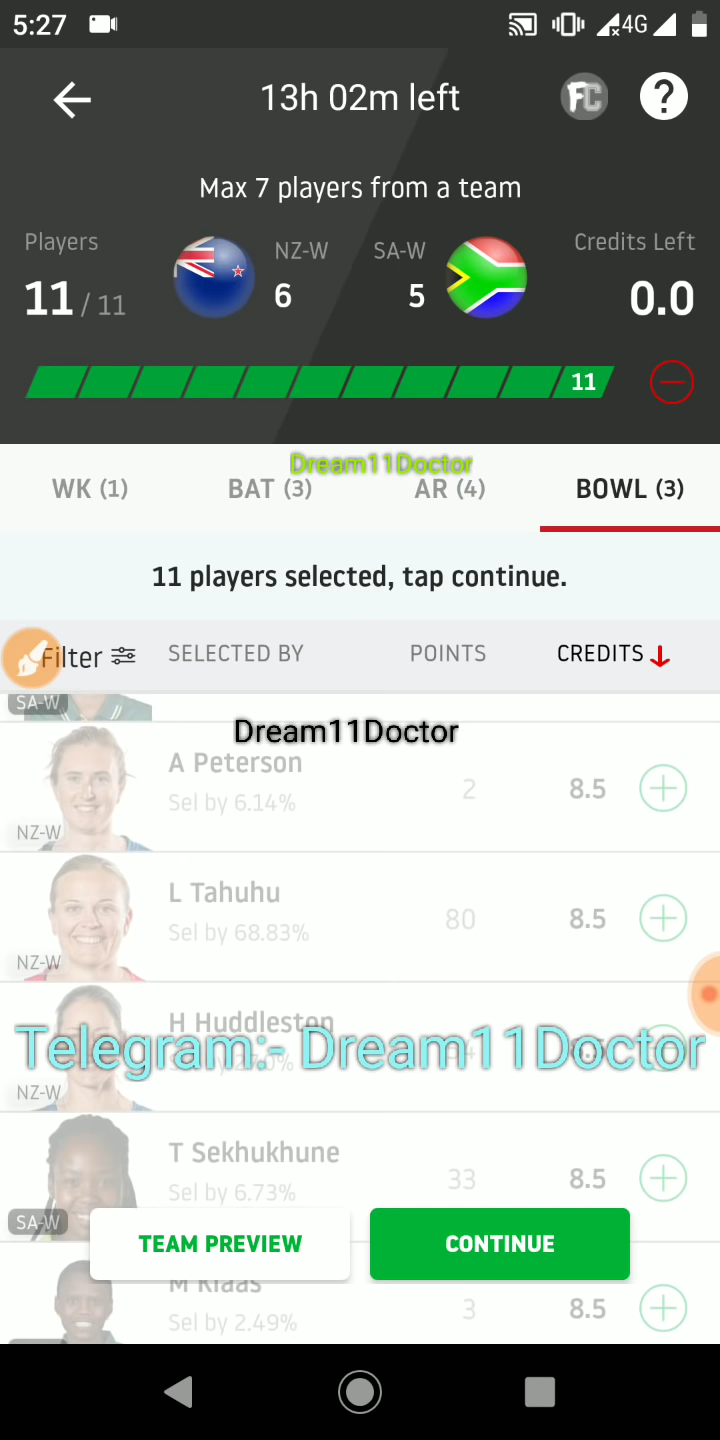 5:27
4G
13h 02m left
FC
?
Max 7 players from a team
Players
NZ-W
SA-W
Credits Left
11 / 11
6
5
0.0
11
Dream11Doctor
WK (1)
BAT (3)
AR (4)
BOWL (3)
11 players selected, tap continue.
Filter
SELECTED BY
POINTS
CREDITS
SA-W
Dream11Doctor
A Peterson
2
8.5
Sel by 6.14%
NZ-W
L Tahuhu
80
8.5
Sel by 68.83%
NZ-W
H Huddleston
Telegram:- Dream11Doctor
NZ-W
T Sekhukhune
33
8.5
Sel by 6.73%
SA-W
TEAM PREVIEW
CONTINUE
M Klaas
3
8.5
Sel by 2.49%